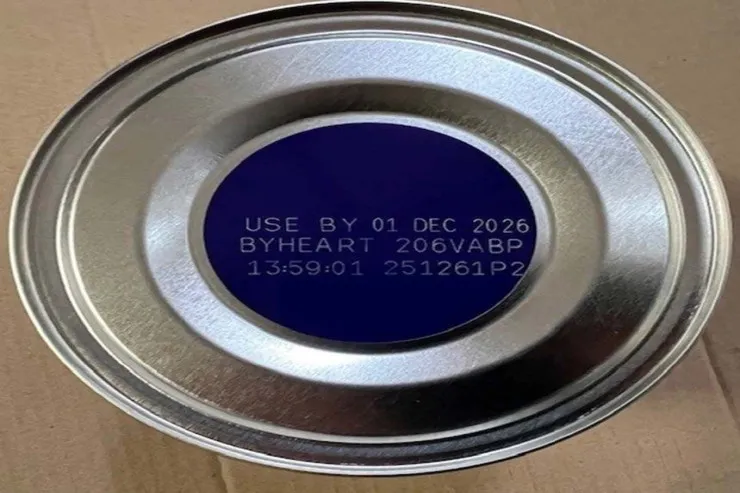 USE BY 01 DEC 2026
BYHEART 206VABP
13:59:01 251261P2